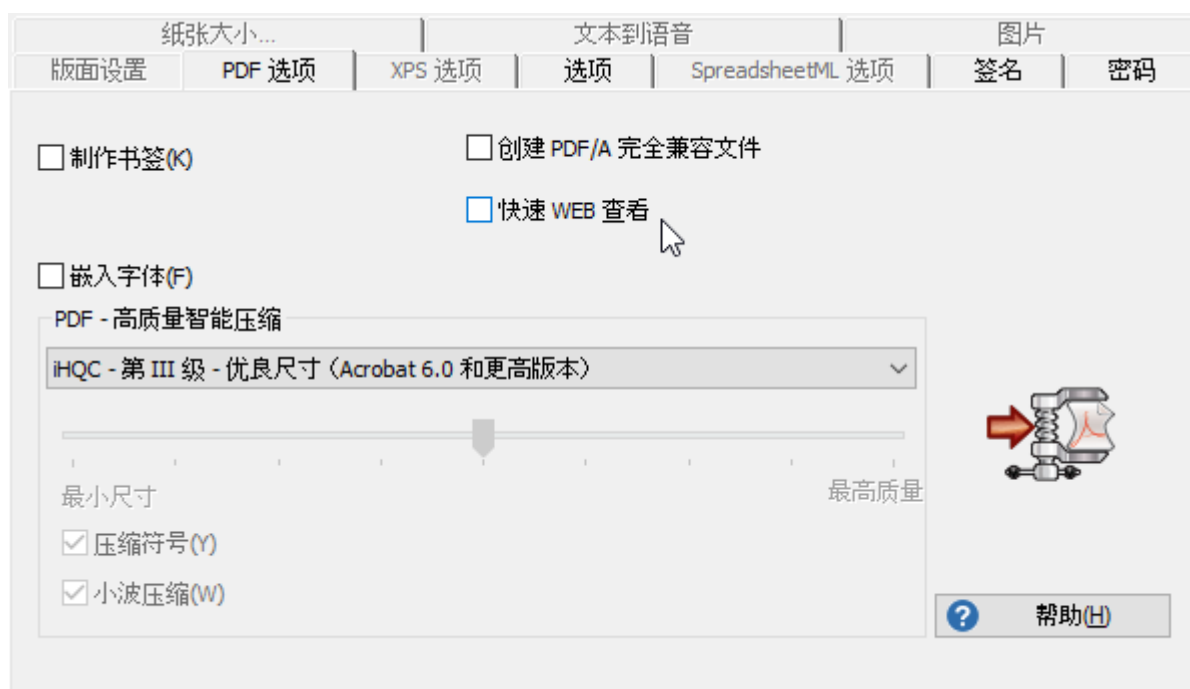 纸张大小... 文本到语音 图片
版面设置 PDF 选项 XPS 选项 选项 SpreadsheetML 选项 签名 密码
制作书签(K) 创建 PDF/A 完全兼容文件
快速 WEB 查看
嵌入字体(F)
PDF - 高质量智能压缩
iHQC - 第 III 级 - 优良尺寸（Acrobat 6.0 和更高版本）
最小尺寸 最高质量
压缩符号(Y)
小波压缩(W)
帮助(H)